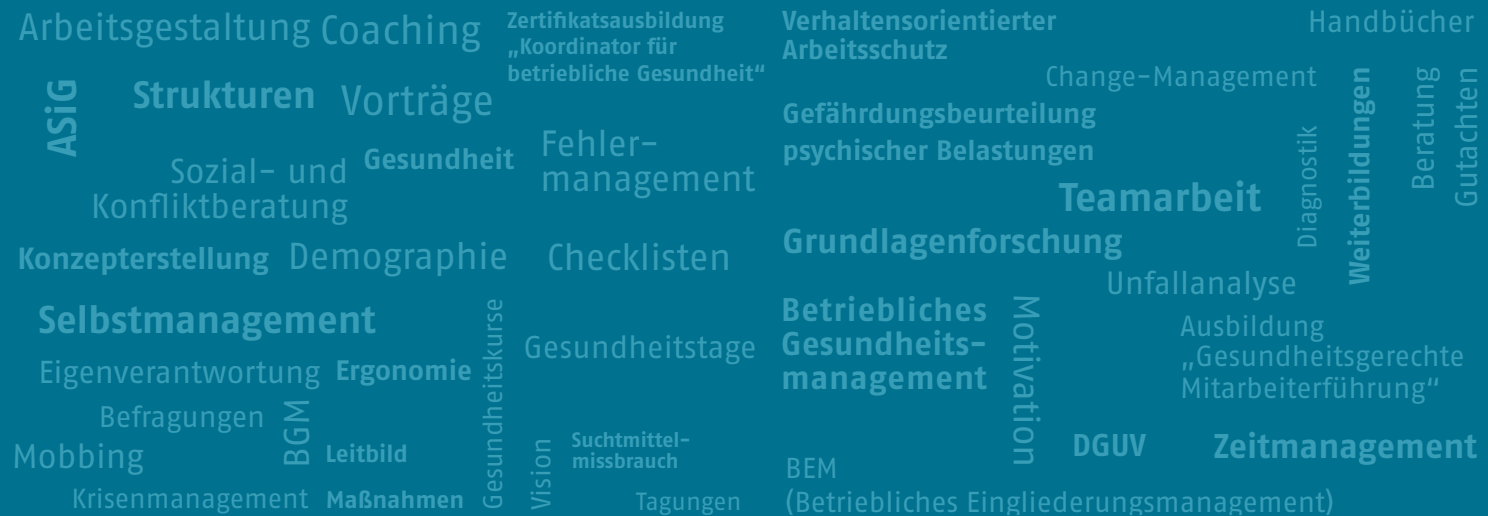 Arbeitsgestaltung
Coaching
Zertifikatsausbildung
„Koordinator für
betriebliche Gesundheit“
Verhaltensorientierter
Arbeitsschutz
Handbücher
ASiG
Strukturen
Vorträge
Change-Management
Gefährdungsbeurteilung
psychischer Belastungen
Sozial- und
Konfliktberatung
Gesundheit
Fehler-
management
Teamarbeit
Diagnostik
Weiterbildungen
Beratung
Gutachten
Konzepterstellung
Demographie
Checklisten
Grundlagenforschung
Unfallanalyse
Selbstmanagement
Gesundheitskurse
Gesundheitstage
Betriebliches
Gesundheits-
management
Motivation
Ausbildung
„Gesundheitsgerechte
Mitarbeiterführung“
Eigenverantwortung
Ergonomie
Befragungen
BGM
Mobbing
Leitbild
Vision
Suchtmittel-
missbrauch
DGUV
Zeitmanagement
Krisenmanagement
Maßnahmen
Tagungen
BEM
(Betriebliches Eingliederungsmanagement)